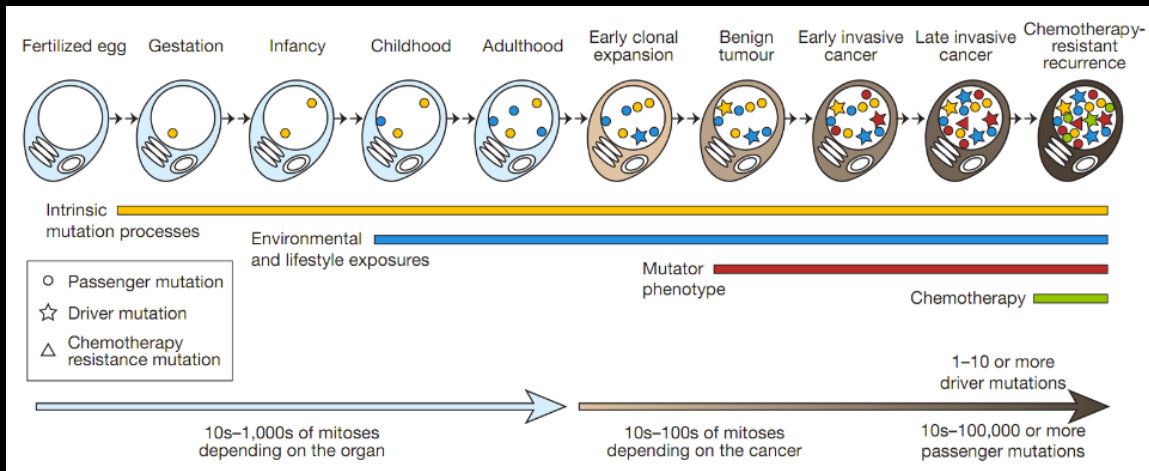 Fertilized egg
Gestation
Infancy
Childhood
Adulthood
Early clonal
expansion
Benign
tumour
Early invasive
cancer
Late invasive
cancer
Chemotherapy-
resistant
recurrence
Intrinsic
mutation processes
Environmental
and lifestyle exposures
Mutator
phenotype
Chemotherapy
Passenger mutation
Driver mutation
Chemotherapy
resistance mutation
10s–1,000s of mitoses
depending on the organ
10s–100s of mitoses
depending on the cancer
1–10 or more
driver mutations
10s–100,000 or more
passenger mutations